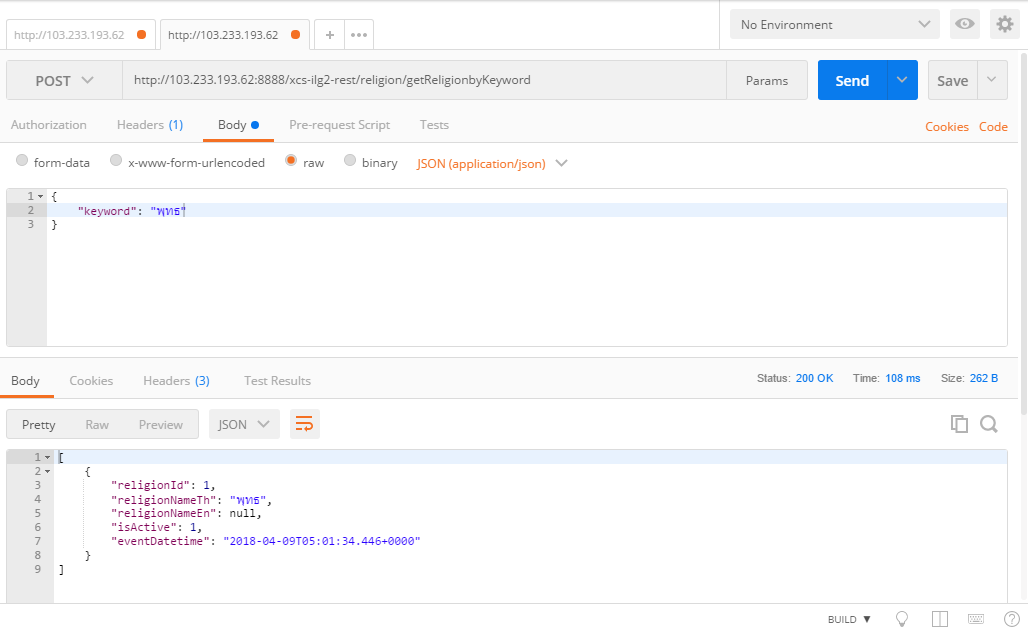 http://103.233.193.62 http://103.233.193.62 + ••• No Environment
POST http://103.233.193.62:8888/xcs-ilg2-rest/religion/getReligionbyKeyword Params Send Save
Authorization Headers (1) Body Pre-request Script Tests Cookies Code
form-data x-www-form-urlencoded raw binary JSON (application/json)
1 {
2 "keyword": "พุทธ"
3 }
Body Cookies Headers (3) Test Results Status: 200 OK Time: 108 ms Size: 262 B
Pretty Raw Preview JSON
1 [
2 {
3 "religionId": 1,
4 "religionNameTh": "พุทธ",
5 "religionNameEn": null,
6 "isActive": 1,
7 "eventDatetime": "2018-04-09T05:01:34.446+0000"
8 }
9 ]
BUILD ▼ ?